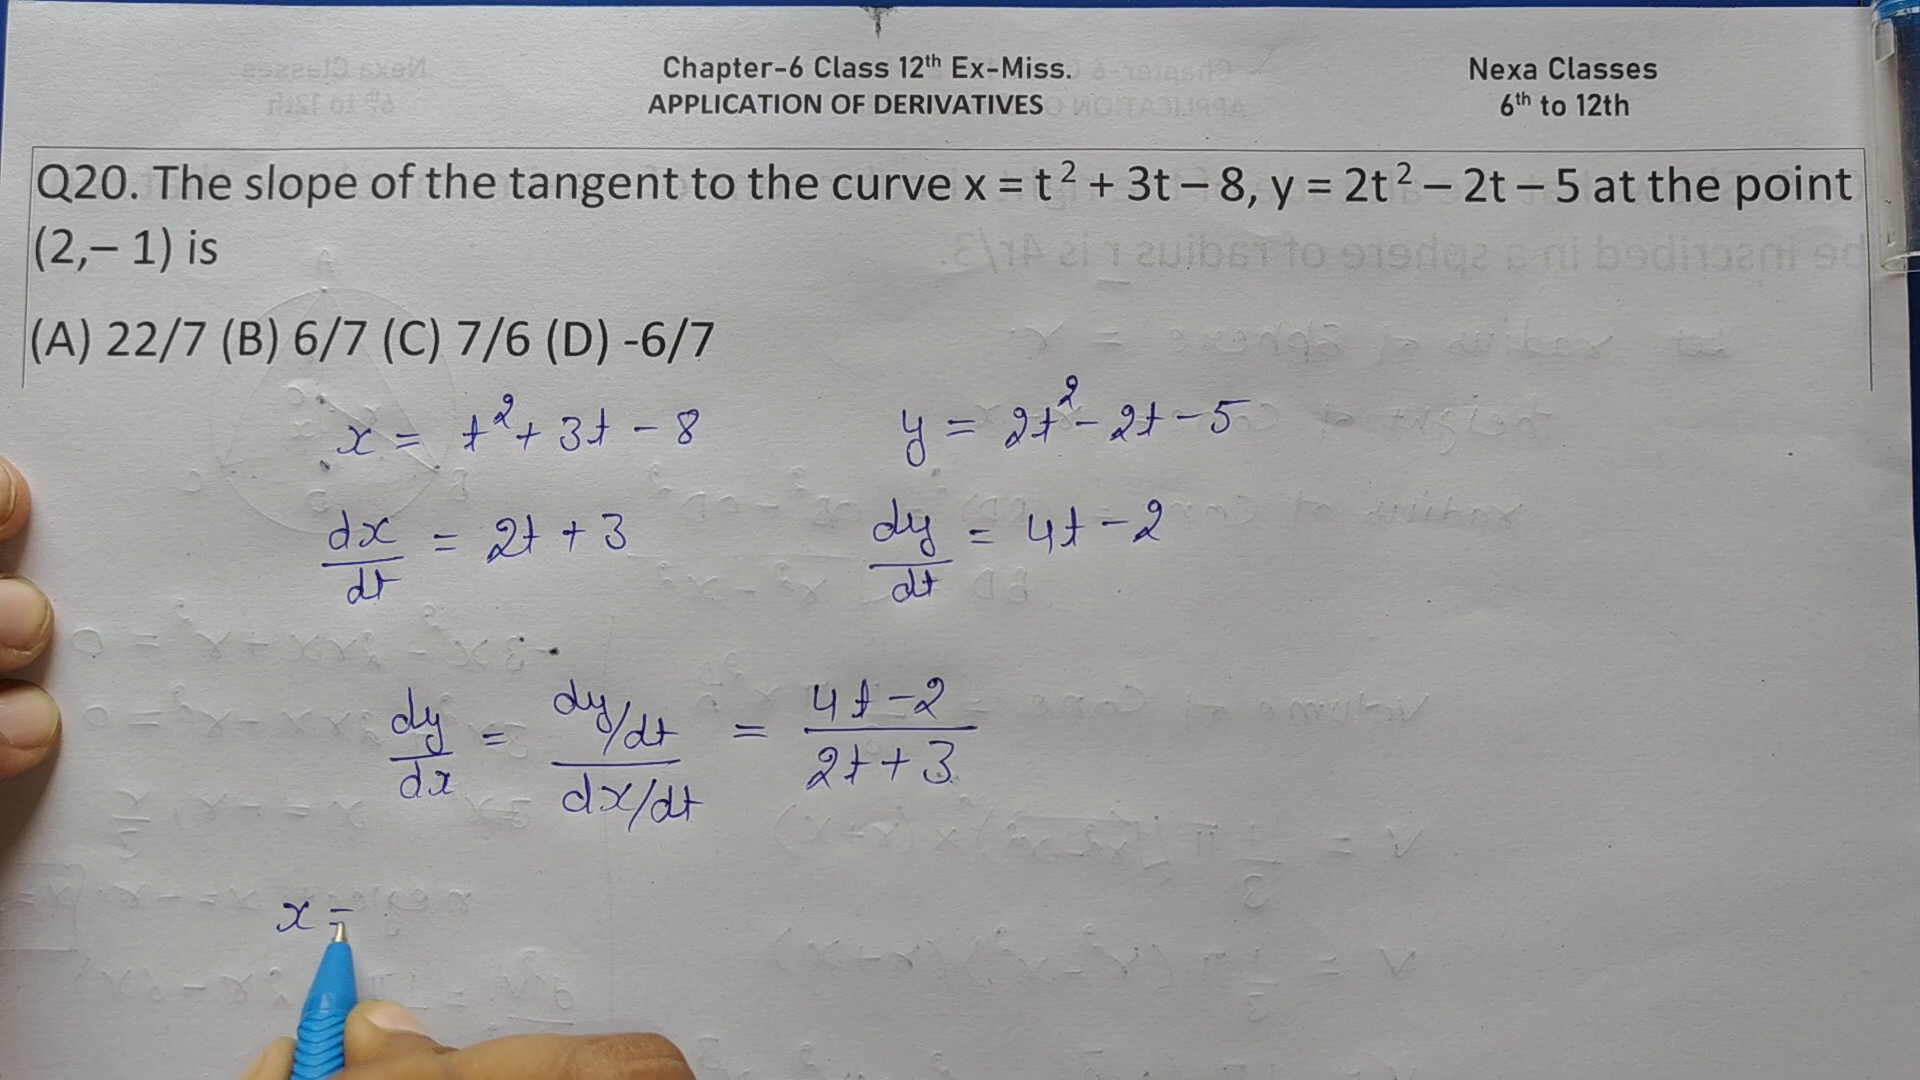 Chapter-6 Class 12th Ex-Miss.
APPLICATION OF DERIVATIVES
Nexa Classes
6th to 12th
Q20. The slope of the tangent to the curve x = t² + 3t – 8, y = 2t² – 2t – 5 at the point
(2,– 1) is
(A) 22/7 (B) 6/7 (C) 7/6 (D) -6/7
x = t² + 3t - 8
y = 2t² - 2t - 5
dx/dt = 2t + 3
dy/dt = 4t - 2
dy/dx = (dy/dt)/(dx/dt) = (4t - 2)/(2t + 3)
x =